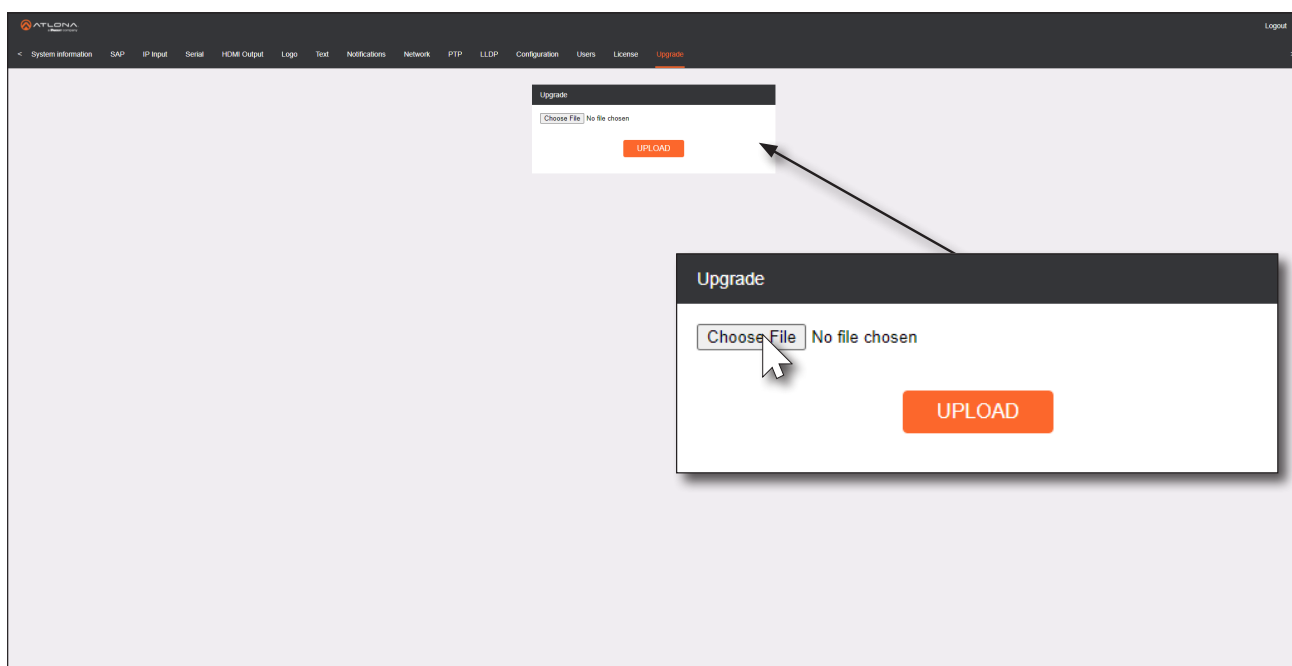 ATLONA
Logout
< System information SAP IP Input Serial HDMI Output Logo Text Notifications Network PTP LLDP Configuration Users License Upgrade
Upgrade
Choose File No file chosen
UPLOAD
Upgrade
Choose File No file chosen
UPLOAD